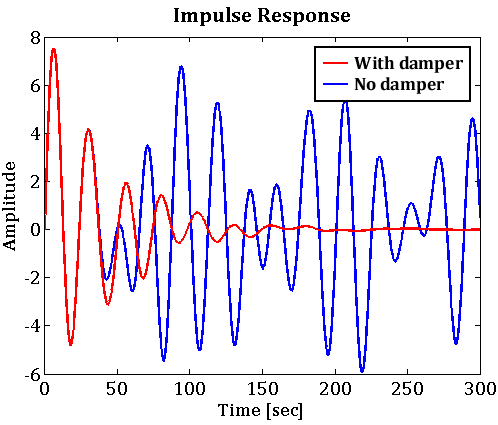 Impulse Response
With damper
No damper
Amplitude
8
6
4
2
0
-2
-4
-6
0 50 100 150 200 250 300
Time [sec]